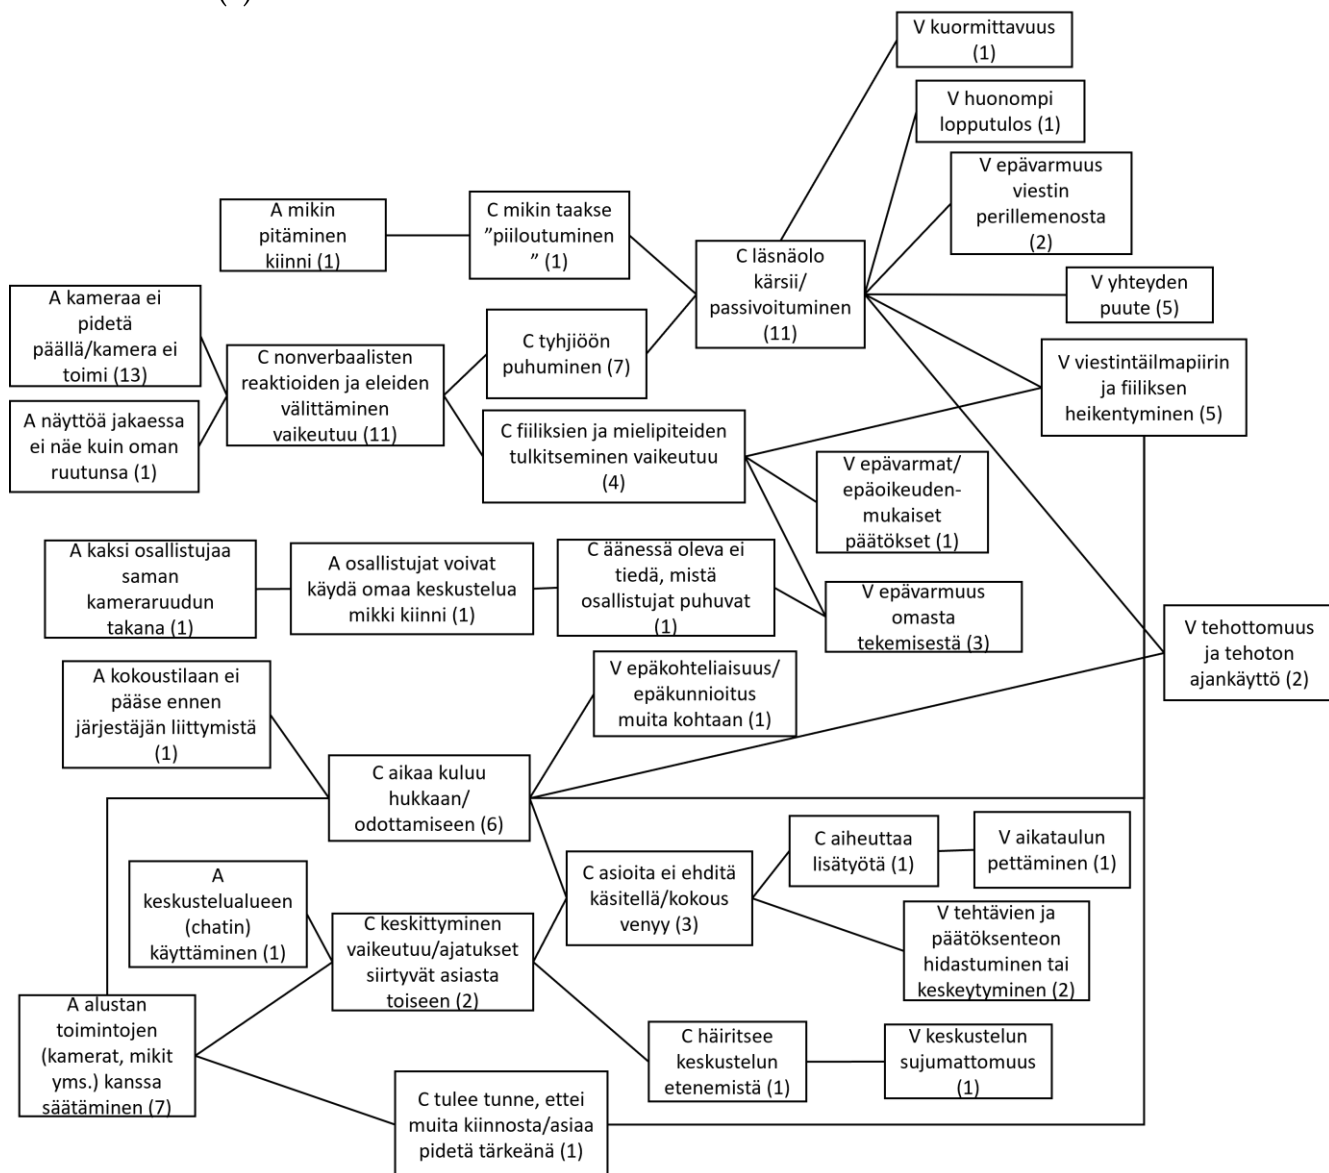 V kuormittavuus
(1)
V huonompi
lopputulos (1)
V epävarmuus
viestin
perillemenosta
(2)
A mikin
pitäminen
kiinni (1)
C mikin taakse
”piiloutuminen
” (1)
C läsnäolo
kärsii/
passivoituminen
(11)
V yhteyden
puute (5)
A kameraa ei
pidetä
päällä/kamera ei
toimi (13)
C nonverbaalisten
reaktioiden ja eleiden
välittäminen
vaikeutuu (11)
C tyhjiöön
puhuminen (7)
V viestintäilmapiirin
ja fiiliksen
heikentyminen (5)
A näyttöä jakaessa
ei näe kuin oman
ruutunsa (1)
C fiiliksien ja mielipiteiden
tulkitseminen vaikeutuu
(4)
V epävarmat/
epäoikeuden-
mukaiset
päätökset (1)
A kaksi osallistujaa
saman
kameraruudun
takana (1)
A osallistujat voivat
käydä omaa keskustelua
mikki kiinni (1)
C äänessä oleva ei
tiedä, mistä
osallistujat puhuvat
(1)
V epävarmuus
omasta
tekemisestä (3)
V tehottomuus
ja tehoton
ajankäyttö (2)
A kokoustilaan ei
pääse ennen
järjestäjän liittymistä
(1)
V epäkohteliaisuus/
epäkunnioitus
muita kohtaan (1)
C aikaa kuluu
hukkaan/
odottamiseen (6)
C aiheuttaa
lisätyötä (1)
V aikataulun
pettäminen (1)
A
keskustelualueen
(chatin)
käyttäminen (1)
C asioita ei ehditä
käsitellä/kokous
venyy (3)
C keskittyminen
vaikeutuu/ajatukset
siirtyvät asiasta
toiseen (2)
V tehtävien ja
päätöksenteon
hidastuminen tai
keskeytyminen (2)
A alustan
toimintojen
(kamerat, mikit
yms.) kanssa
säätäminen (7)
C häiritsee
keskustelun
etenemistä (1)
V keskustelun
sujumattomuus
(1)
C tulee tunne, ettei
muita kiinnosta/asiaa
pidetä tärkeänä (1)